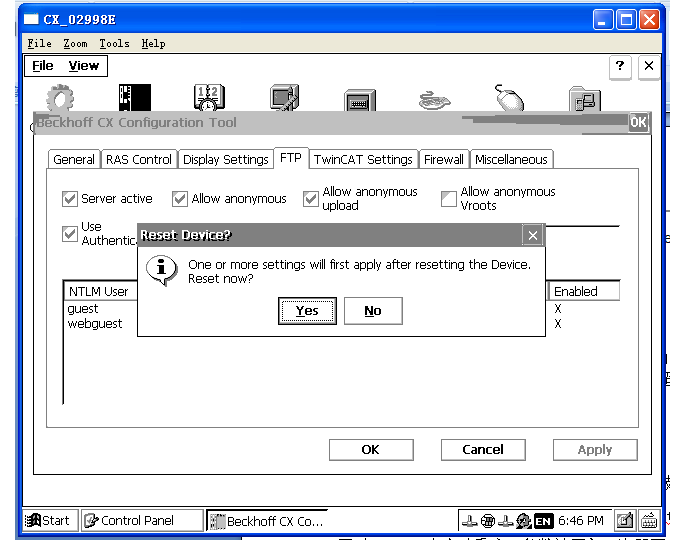 CX_02998E
File Zoom Tools Help
File View
? ×
Beckhoff CX Configuration Tool
OK
General RAS Control Display Settings FTP TwinCAT Settings Firewall Miscellaneous
Server active Allow anonymous Allow anonymous upload Allow anonymous Vroots
Use
Authentic
Reset Device?
One or more settings will first apply after resetting the Device.
Reset now?
Yes No
NTLM User Enabled
guest X
webguest X
OK Cancel Apply
Start Control Panel Beckhoff CX Co... EN 6:46 PM